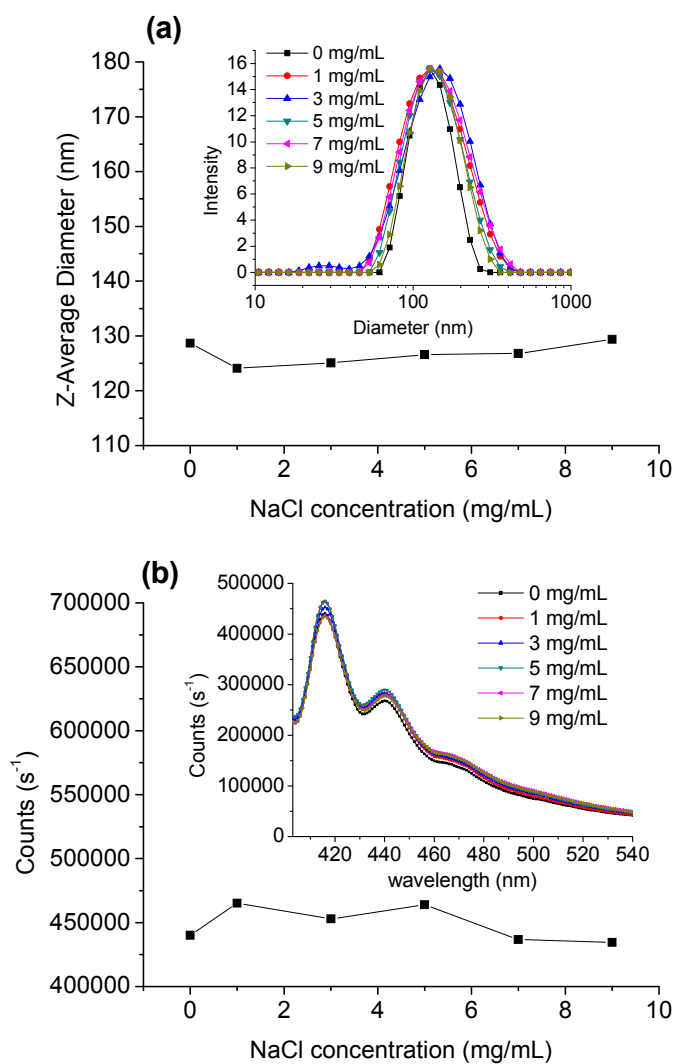 (a)
Z-Average Diameter (nm)
180
170
160
150
140
130
120
110
0 2 4 6 8 10
NaCl concentration (mg/mL)
Intensity
16
14
12
10
8
6
4
2
0
10 100 1000
Diameter (nm)
0 mg/mL
1 mg/mL
3 mg/mL
5 mg/mL
7 mg/mL
9 mg/mL
(b)
Counts (s⁻¹)
700000
650000
600000
550000
500000
450000
400000
0 2 4 6 8 10
NaCl concentration (mg/mL)
Counts (s⁻¹)
500000
400000
300000
200000
100000
0
420 440 460 480 500 520 540
wavelength (nm)
0 mg/mL
1 mg/mL
3 mg/mL
5 mg/mL
7 mg/mL
9 mg/mL